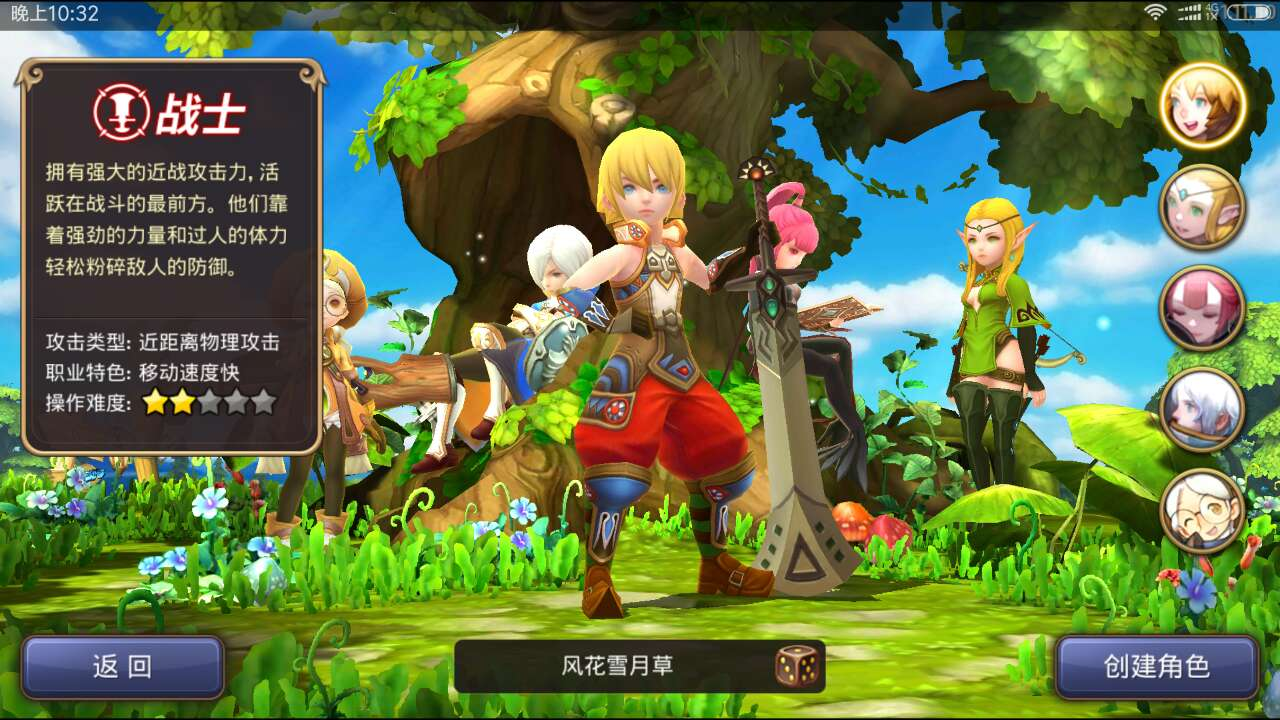 晚上10:32
4G
1X
战士
拥有强大的近战攻击力,活
跃在战斗的最前方。他们靠
着强劲的力量和过人的体力
轻松粉碎敌人的防御。
攻击类型: 近距离物理攻击
职业特色: 移动速度快
操作难度:
返回
风花雪月草
创建角色